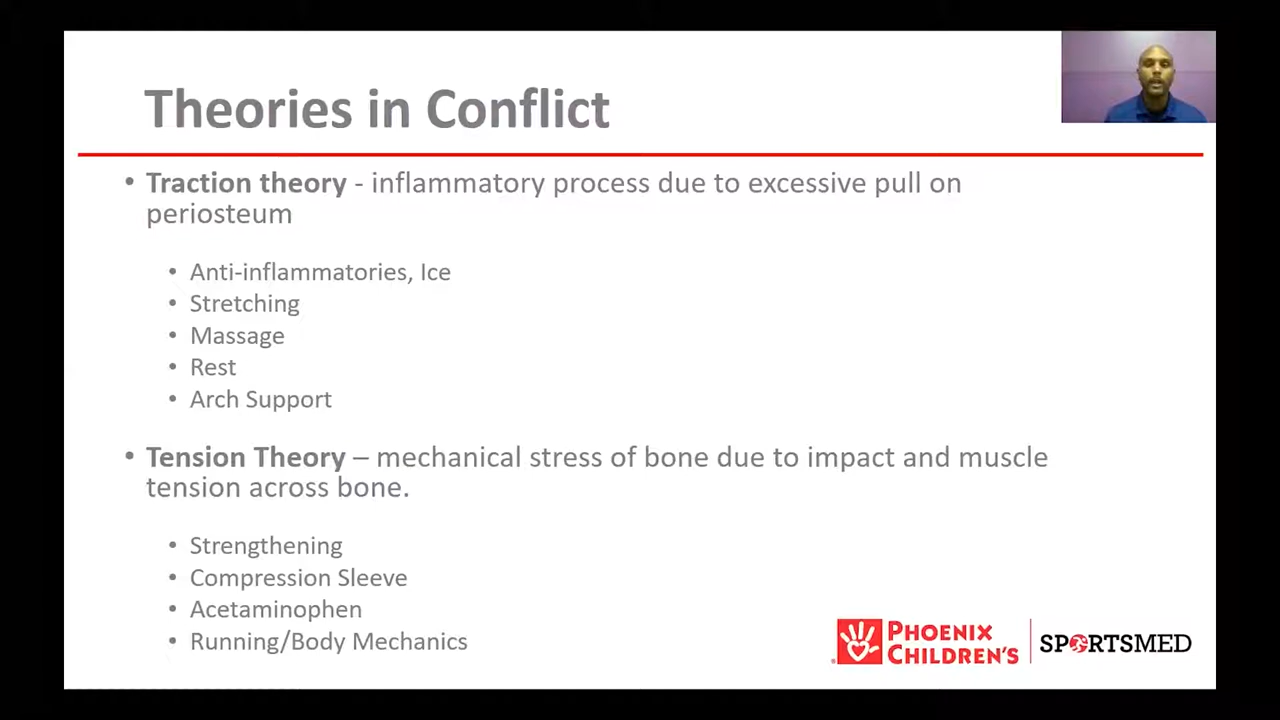 Theories in Conflict
• Traction theory - inflammatory process due to excessive pull on
periosteum
• Anti-inflammatories, Ice
• Stretching
• Massage
• Rest
• Arch Support
• Tension Theory – mechanical stress of bone due to impact and muscle
tension across bone.
• Strengthening
• Compression Sleeve
• Acetaminophen
• Running/Body Mechanics
PHOENIX
CHILDREN'S
SPORTSMED